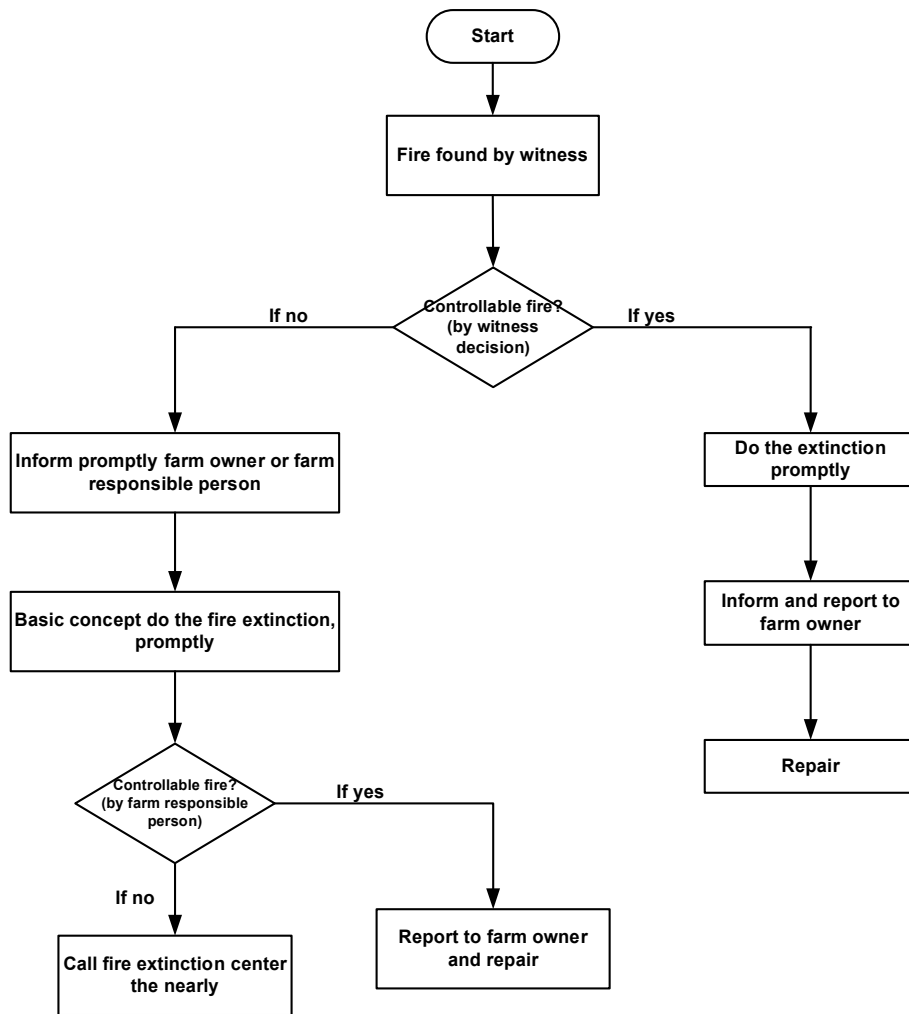 Start
Fire found by witness
Controllable fire?
(by witness
decision)
If no
If yes
Inform promptly farm owner or farm
responsible person
Do the extinction
promptly
Basic concept do the fire extinction,
promptly
Inform and report to
farm owner
Controllable fire?
(by farm responsible
person)
If yes
Repair
If no
Report to farm owner
and repair
Call fire extinction center
the nearly